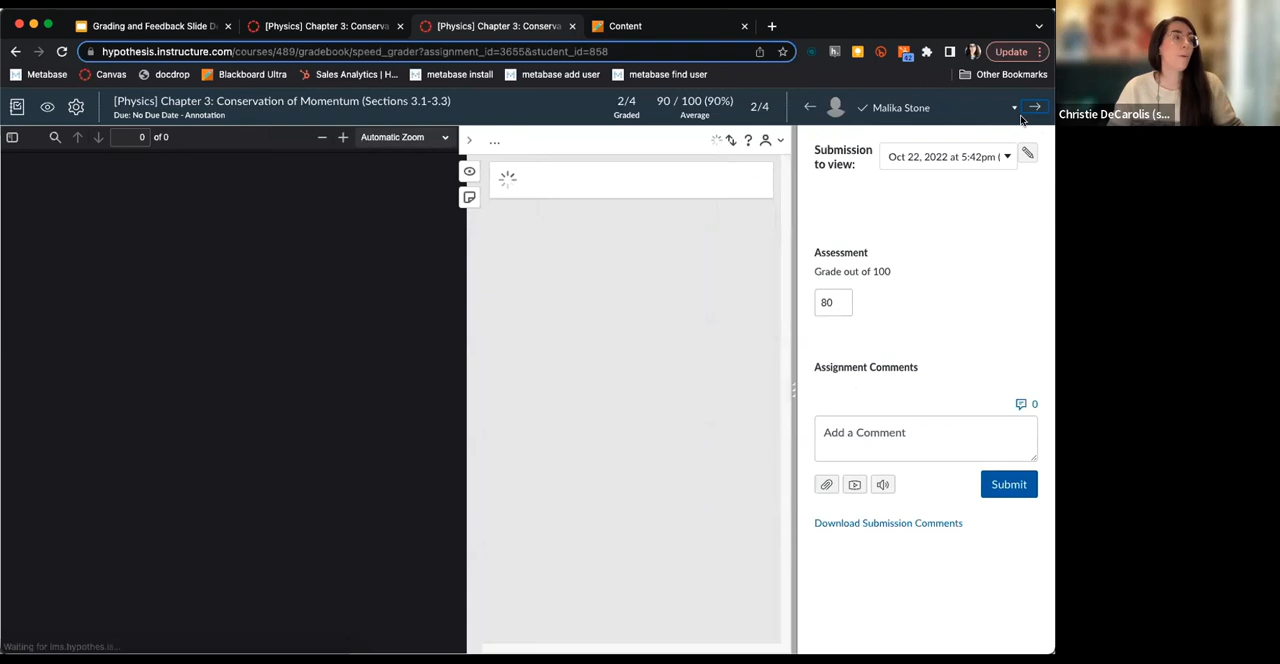 Grading and Feedback Slide D
[Physics] Chapter 3: Conserva
[Physics] Chapter 3: Conserva
Content
hypothesis.instructure.com/courses/489/gradebook/speed_grader?assignment_id=3655&student_id=858
42
Update
Metabase
Canvas
docdrop
Blackboard Ultra
Sales Analytics | H...
metabase install
metabase add user
metabase find user
Other Bookmarks
[Physics] Chapter 3: Conservation of Momentum (Sections 3.1-3.3)
Due: No Due Date - Annotation
2/4
Graded
90 / 100 (90%)
Average
2/4
Malika Stone
Christie DeCarolis (s...
0
of 0
Automatic Zoom
...
Submission
to view:
Oct 22, 2022 at 5:42pm (
Assessment
Grade out of 100
80
Assignment Comments
0
Add a Comment
Submit
Download Submission Comments
Waiting for lms.hypothes.is...